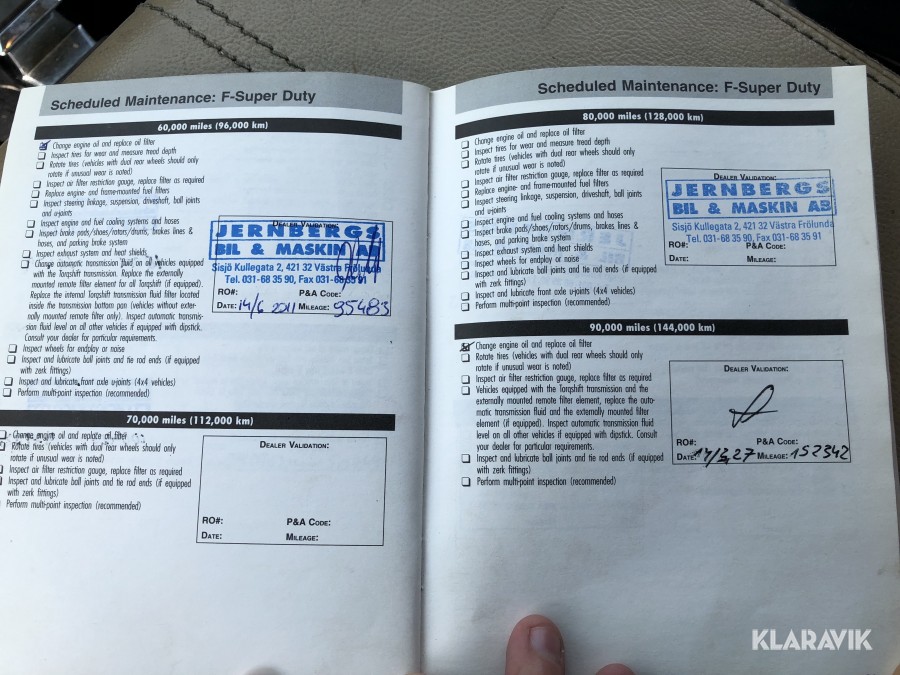 Scheduled Maintenance: F-Super Duty
60,000 miles (96,000 km)
Change engine oil and replace oil filter
Inspect tires for wear and measure tread depth
Rotate tires (vehicles with dual rear wheels should only
rotate if unusual wear is noted)
Inspect air filter restriction gauge, replace filter as required
Replace engine- and frame-mounted fuel filters
Inspect steering linkage, suspension, driveshaft, ball joints
and u-joints
Inspect engine and fuel cooling systems and hoses
Inspect brake pads/shoes/rotors/drums, brakes lines &
hoses, and parking brake system
Inspect exhaust system and heat shields
Change automatic transmission fluid on all vehicles equipped
with the Torqshift transmission. Replace the externally
mounted remote filter element for all Torqshift (if equipped).
Replace the internal Torqshift transmission fluid filter located
inside the transmission bottom pan (vehicles without exter-
nally mounted remote filter only). Inspect automatic transmis-
sion fluid level on all other vehicles if equipped with dipstick.
Consult your dealer for particular requirements.
Inspect wheels for endplay or noise
Inspect and lubricate ball joints and tie rod ends (if equipped
with zerk fittings)
Inspect and lubricate front axle u-joints (4x4 vehicles)
Perform multi-point inspection (recommended)
DEALER VALIDATION:
JERNBERGS
BIL & MASKIN AB
Sisjö Kullegata 2, 421 32 Västra Frölunda
Tel. 031-68 35 90, Fax 031-68 35 91
RO#: P&A CODE:
DATE: 14/6 2011 MILEAGE: 95483
70,000 miles (112,000 km)
Change engine oil and replace oil filter
Rotate tires (vehicles with dual rear wheels should only
rotate if unusual wear is noted)
Inspect air filter restriction gauge, replace filter as required
Inspect and lubricate ball joints and tie rod ends (if equipped
with zerk fittings)
Perform multi-point inspection (recommended)
DEALER VALIDATION:
RO#: P&A CODE:
DATE: MILEAGE:
Scheduled Maintenance: F-Super Duty
80,000 miles (128,000 km)
Change engine oil and replace oil filter
Inspect tires for wear and measure tread depth
Rotate tires (vehicles with dual rear wheels should only
rotate if unusual wear is noted)
Inspect air filter restriction gauge, replace filter as required
Replace engine- and frame-mounted fuel filters
Inspect steering linkage, suspension, driveshaft, ball joints
and u-joints
Inspect engine and fuel cooling systems and hoses
Inspect brake pads/shoes/rotors/drums, brakes lines &
hoses, and parking brake system
Inspect exhaust system and heat shields
Inspect wheels for endplay or noise
Inspect and lubricate ball joints and tie rod ends (if equipped
with zerk fittings)
Inspect and lubricate front axle u-joints (4x4 vehicles)
Perform multi-point inspection (recommended)
DEALER VALIDATION:
JERNBERGS
BIL & MASKIN AB
Sisjö Kullegata 2, 421 32 Västra Frölunda
Tel. 031-68 35 90, Fax 031-68 35 91
RO#: P&A CODE:
DATE: MILEAGE:
90,000 miles (144,000 km)
Change engine oil and replace oil filter
Rotate tires (vehicles with dual rear wheels should only
rotate if unusual wear is noted)
Inspect air filter restriction gauge, replace filter as required
Vehicles equipped with the Torqshift transmission and the
externally mounted remote filter element, replace the auto-
matic transmission fluid and the externally mounted filter
element (if equipped). Inspect automatic transmission fluid
level on all other vehicles if equipped with dipstick. Consult
your dealer for particular requirements.
Inspect and lubricate ball joints and tie rod ends (if equipped
with zerk fittings)
Perform multi-point inspection (recommended)
DEALER VALIDATION:
RO#: P&A CODE:
DATE: MILEAGE: 152342
KLARAVIK